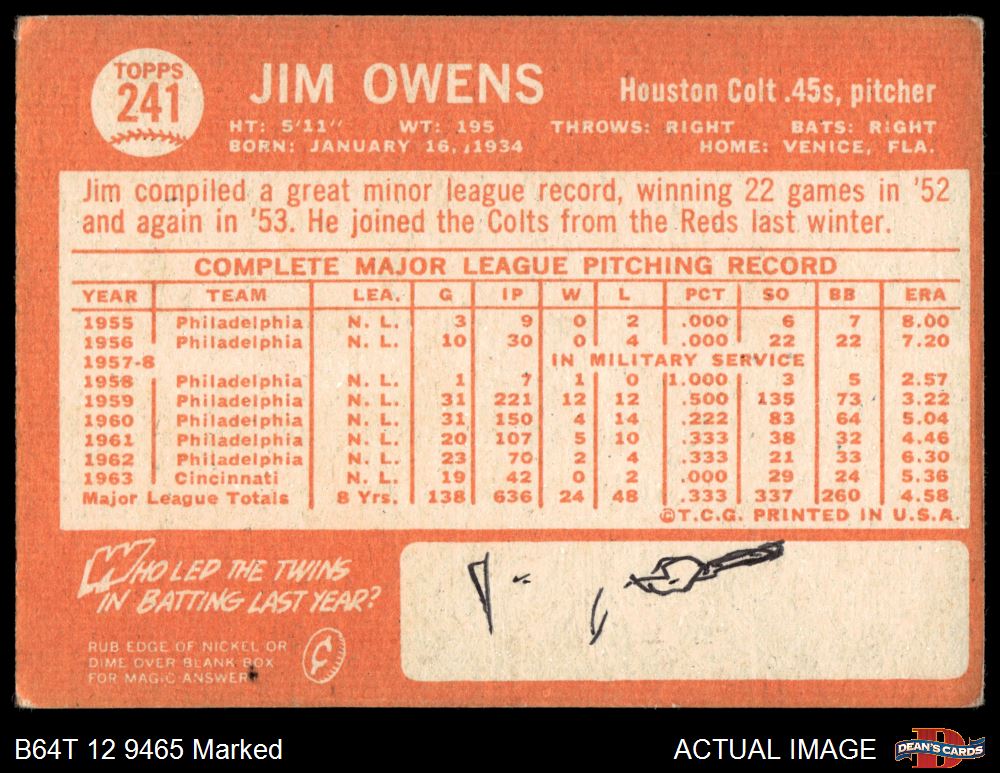 TOPPS
241
JIM OWENS
Houston Colt .45s, pitcher
HT: 5'11" WT: 195 THROWS: RIGHT BATS: RIGHT
BORN: JANUARY 16, 1934 HOME: VENICE, FLA.
Jim compiled a great minor league record, winning 22 games in '52
and again in '53. He joined the Colts from the Reds last winter.
COMPLETE MAJOR LEAGUE PITCHING RECORD
YEAR TEAM LEA. G IP W L PCT SO BB ERA
1955 Philadelphia N. L. 3 9 0 2 .000 6 7 8.00
1956 Philadelphia N. L. 10 30 0 4 .000 22 22 7.20
1957-8 IN MILITARY SERVICE
1958 Philadelphia N. L. 1 7 1 0 1.000 3 5 2.57
1959 Philadelphia N. L. 31 221 12 12 .500 135 73 3.22
1960 Philadelphia N. L. 31 150 4 14 .222 83 64 5.04
1961 Philadelphia N. L. 20 107 5 10 .333 38 32 4.46
1962 Philadelphia N. L. 23 70 2 4 .333 21 33 6.30
1963 Cincinnati N. L. 19 42 0 2 .000 29 24 5.36
Major League Totals 8 Yrs. 138 636 24 48 .333 337 260 4.58
©T.C.G. PRINTED IN U.S.A.
WHO LED THE TWINS
IN BATTING LAST YEAR?
RUB EDGE OF NICKEL OR
DIME OVER BLANK BOX
FOR MAGIC ANSWER
¢
B64T 12 9465 Marked
ACTUAL IMAGE
DEAN'S CARDS